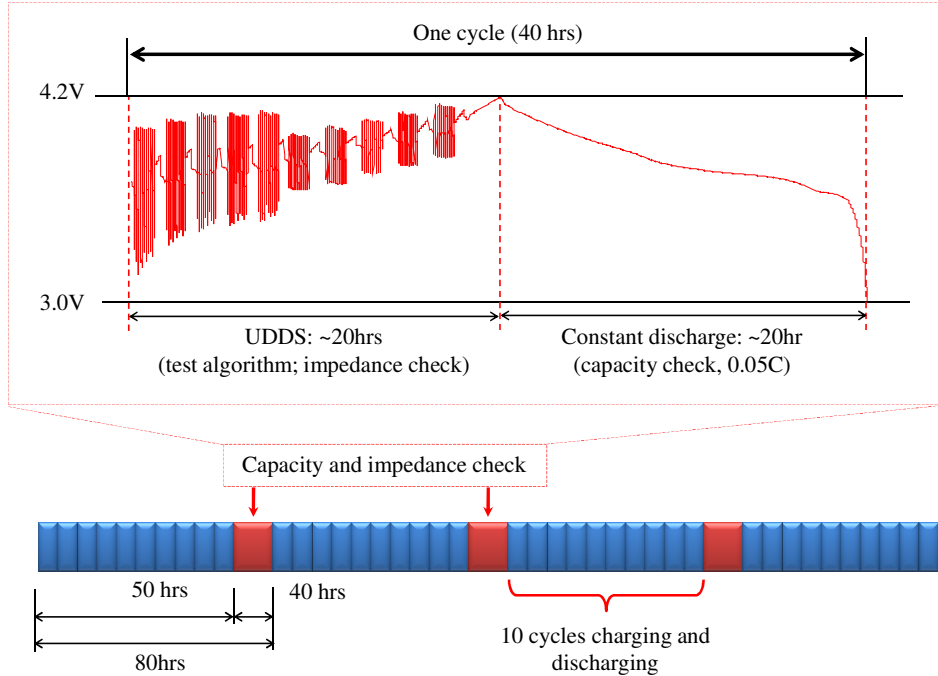 One cycle (40 hrs)
4.2V
3.0V
UDDS: ~20hrs
(test algorithm; impedance check)
Constant discharge: ~20hr
(capacity check, 0.05C)
Capacity and impedance check
50 hrs
40 hrs
80hrs
10 cycles charging and
discharging